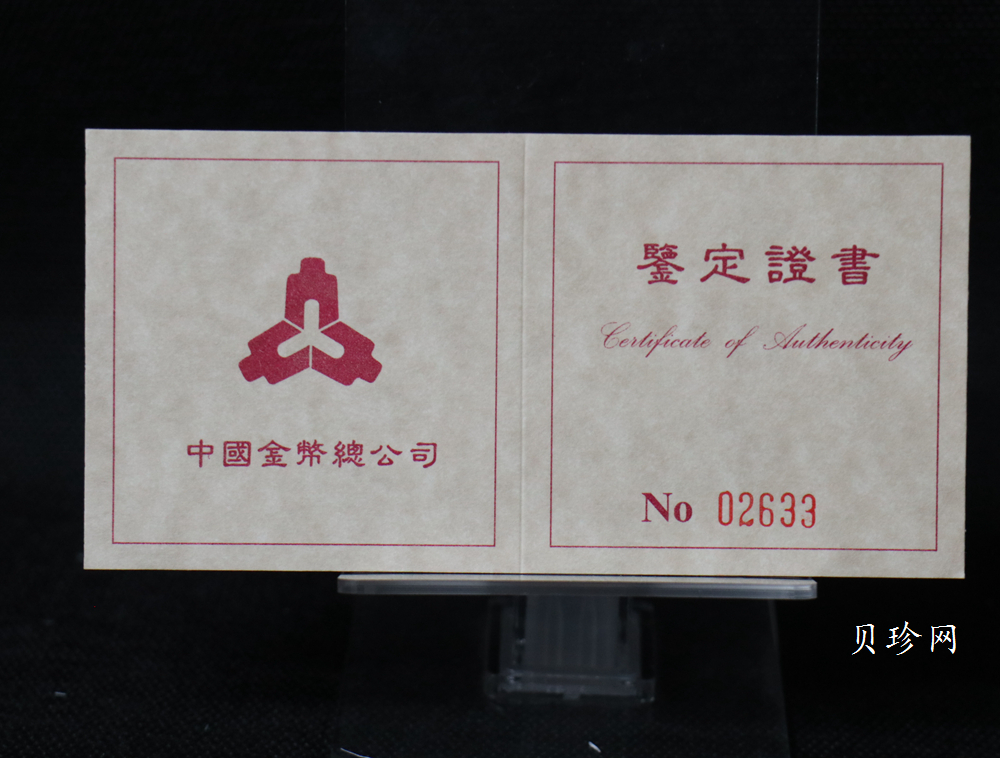 中國金幣總公司
鑒定證書
Certificate of Authenticity
No 02633
贝珍网